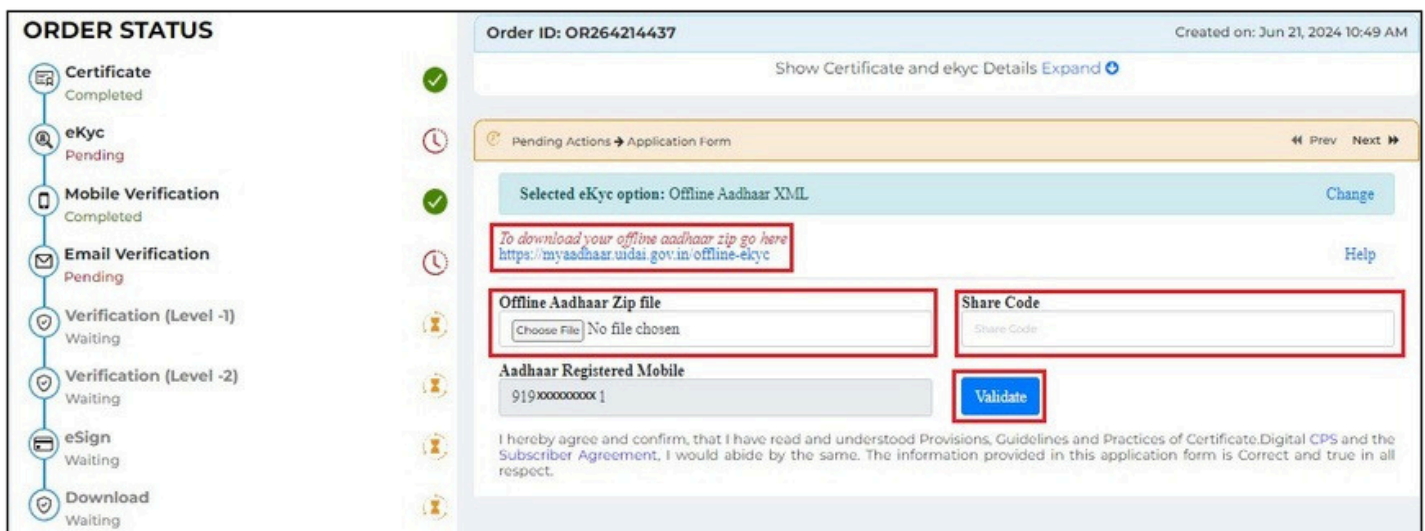 ORDER STATUS
Certificate
Completed
eKyc
Pending
Mobile Verification
Completed
Email Verification
Pending
Verification (Level -1)
Waiting
Verification (Level -2)
Waiting
eSign
Waiting
Download
Waiting
Order ID: OR264214437 Created on: Jun 21, 2024 10:49 AM
Show Certificate and ekyc Details Expand
Pending Actions → Application Form Prev Next
Selected eKyc option: Offline Aadhaar XML Change
To download your offline aadhaar zip go here
https://myaadhaar.uidai.gov.in/offline-ekyc Help
Offline Aadhaar Zip file Share Code
Choose File No file chosen Share Code
Aadhaar Registered Mobile
919xxxxxxxxx1 Validate
I hereby agree and confirm, that I have read and understood Provisions, Guidelines and Practices of Certificate.Digital CPS and the
Subscriber Agreement, I would abide by the same. The information provided in this application form is Correct and true in all
respect.